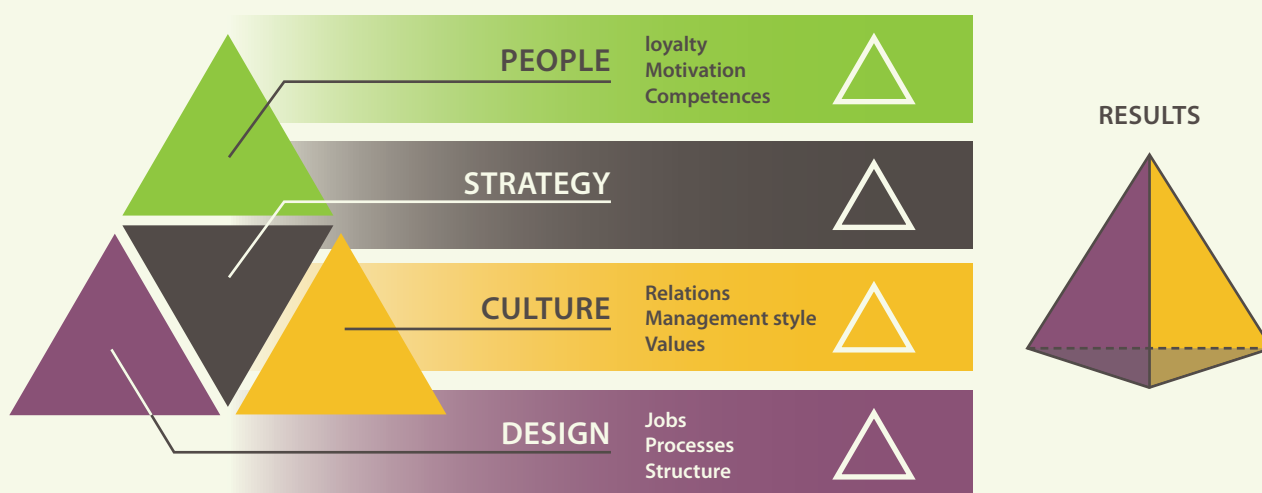 PEOPLE
loyalty
Motivation
Competences
STRATEGY
CULTURE
Relations
Management style
Values
DESIGN
Jobs
Processes
Structure
RESULTS